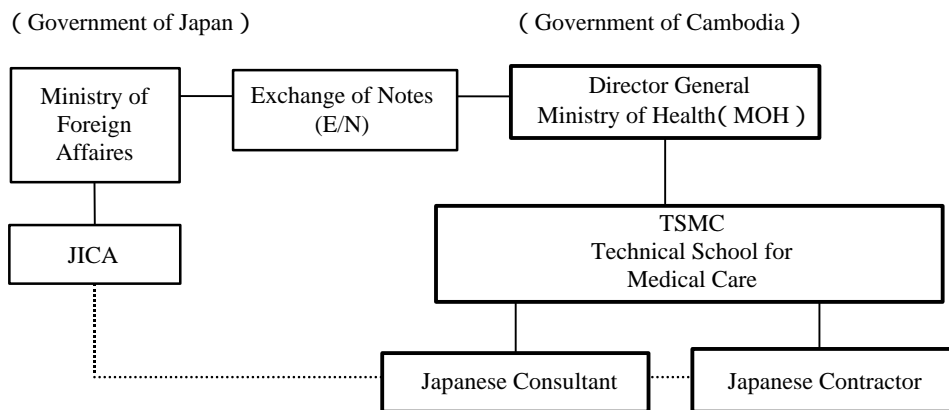 ( Government of Japan )
( Government of Cambodia )
Ministry of
Foreign
Affaires
Exchange of Notes
(E/N)
Director General
Ministry of Health( MOH )
JICA
TSMC
Technical School for
Medical Care
Japanese Consultant
Japanese Contractor